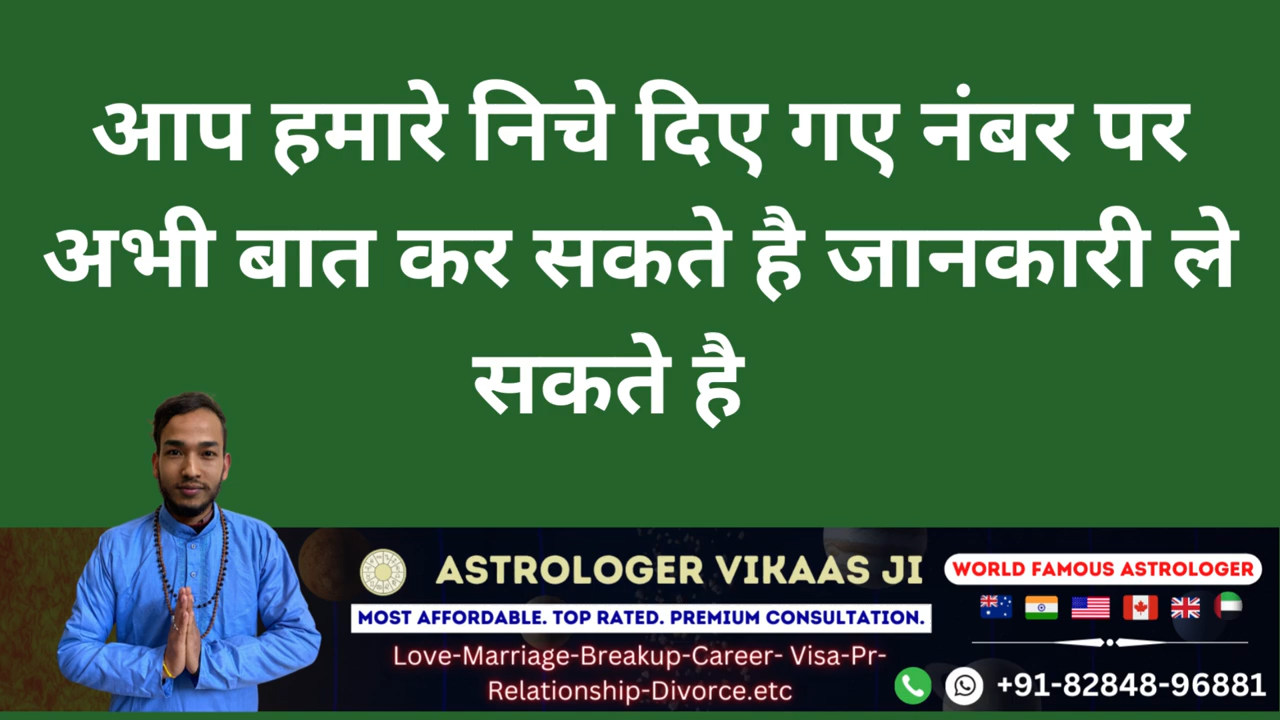 आप हमारे निचे दिए गए नंबर पर
अभी बात कर सकते है जानकारी ले
सकते है
ASTROLOGER VIKAAS JI
WORLD FAMOUS ASTROLOGER
MOST AFFORDABLE. TOP RATED. PREMIUM CONSULTATION.
Love-Marriage-Breakup-Career- Visa-Pr-
Relationship-Divorce.etc
+91-82848-96881